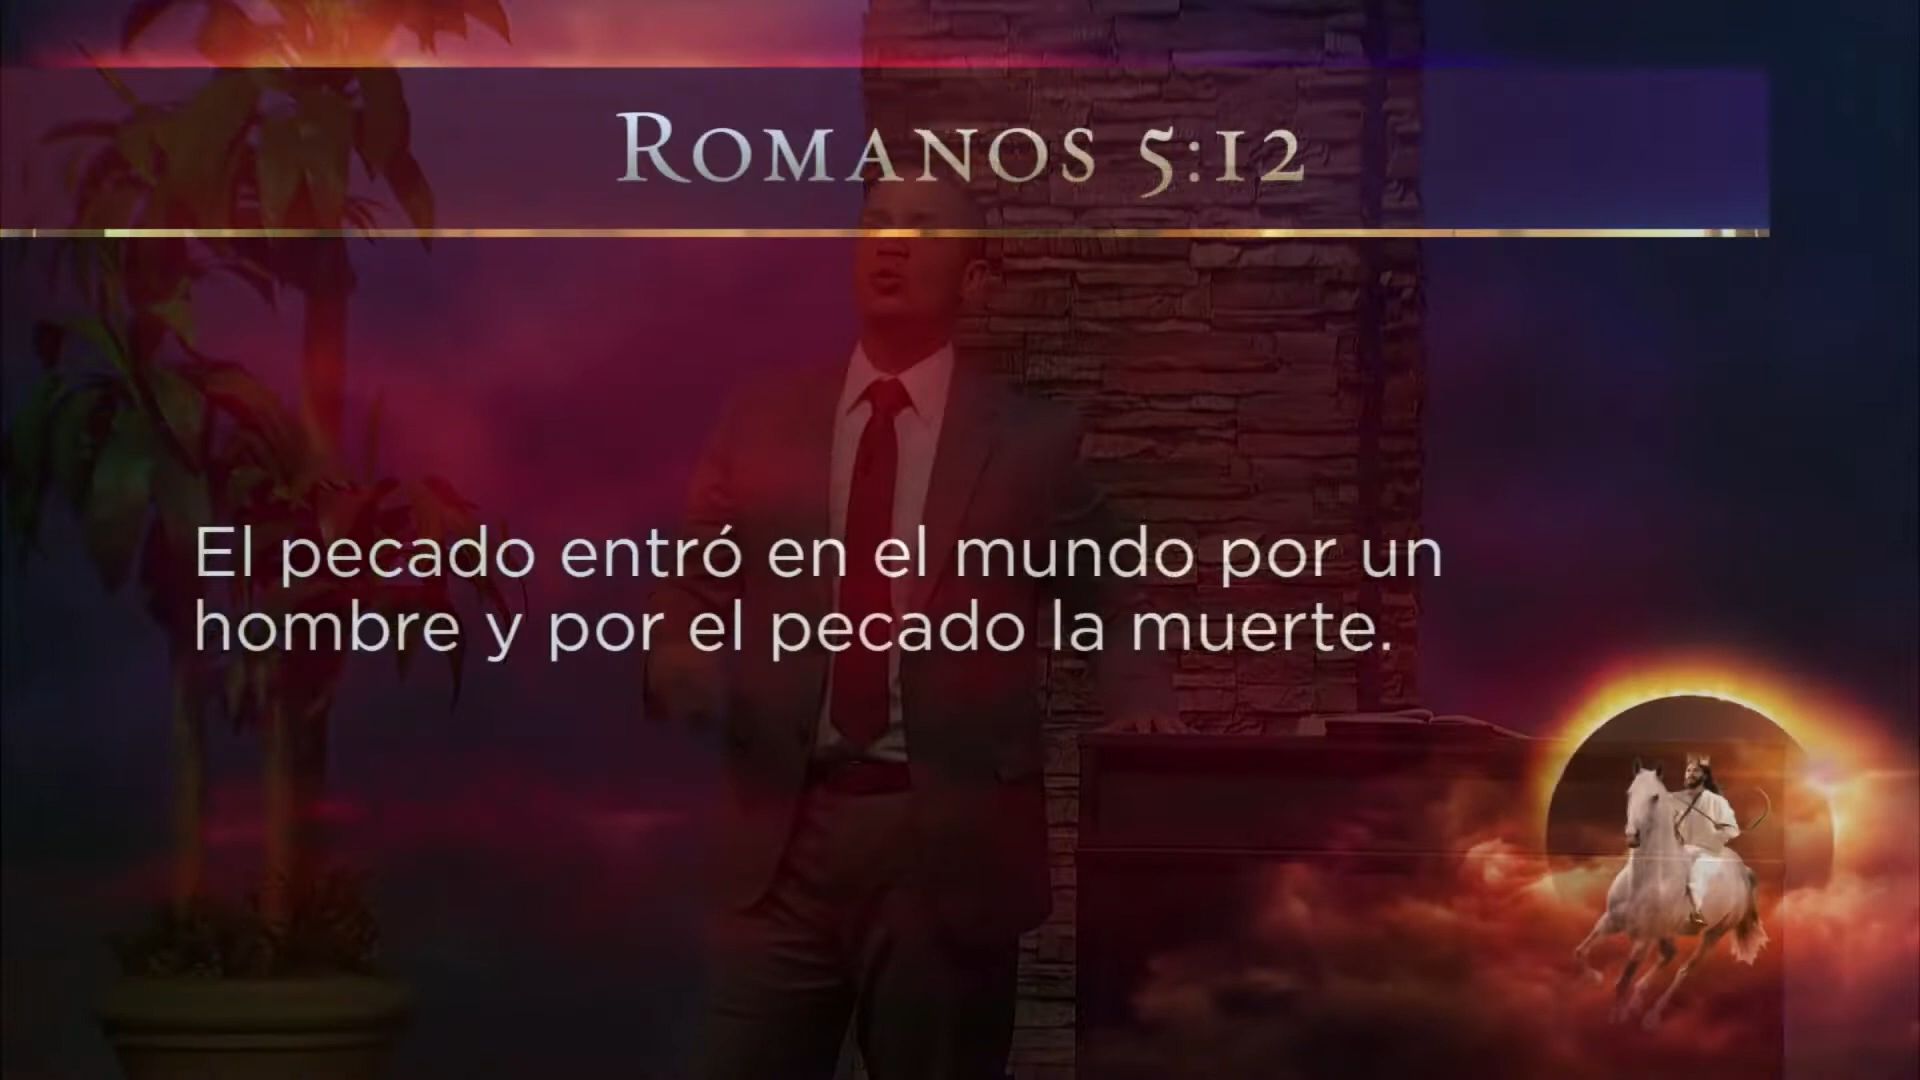 Romanos 5:12
El pecado entró en el mundo por un
hombre y por el pecado la muerte.